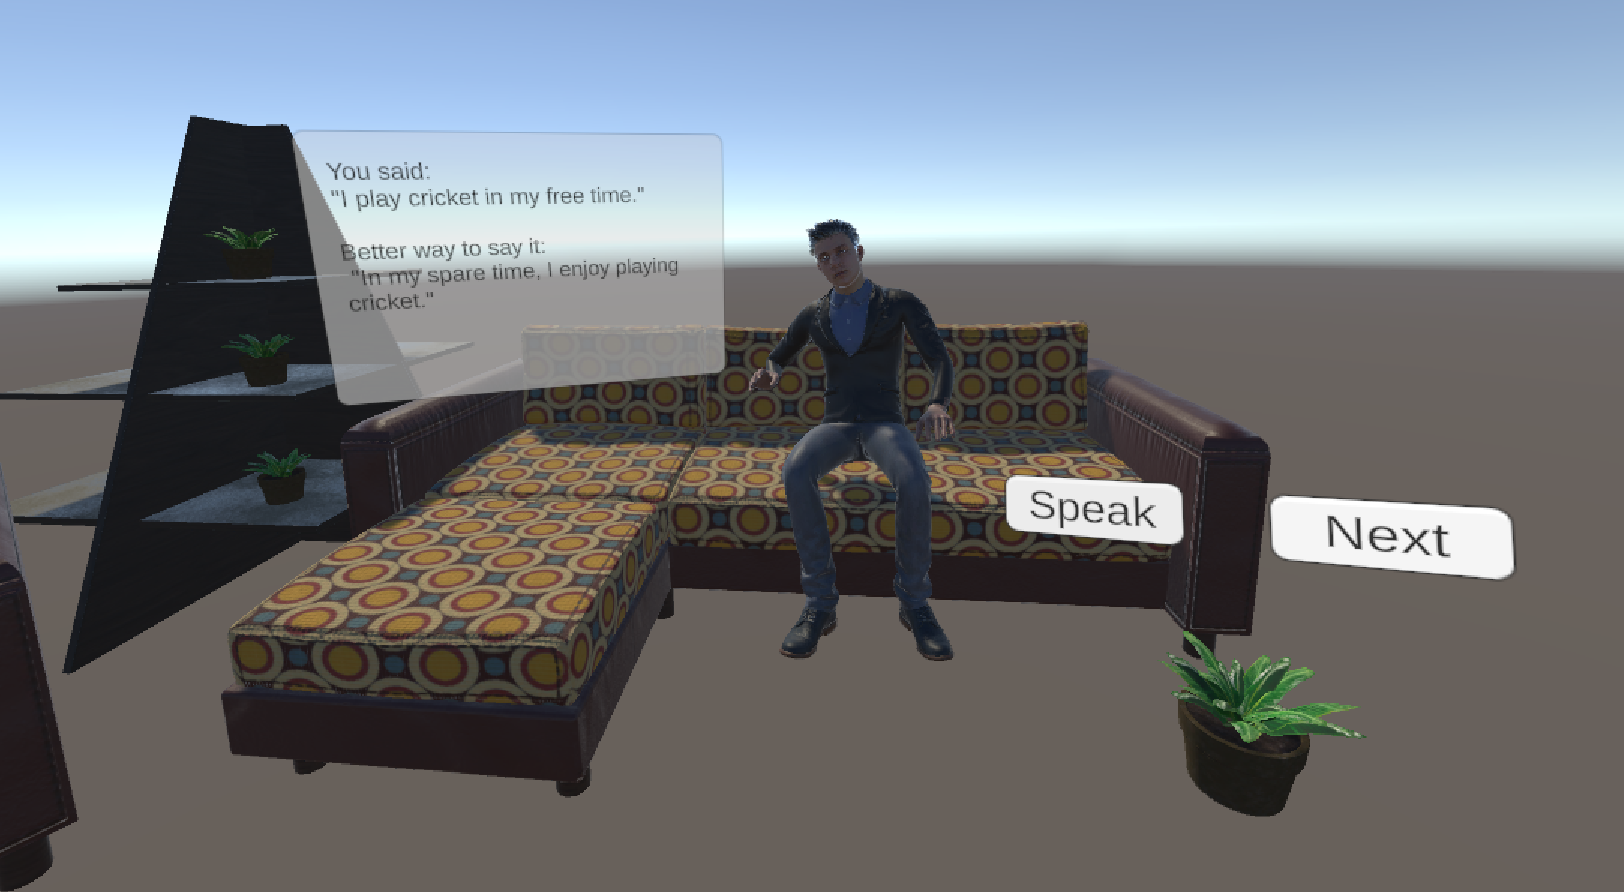 You said:
"I play cricket in my free time."
Better way to say it:
"In my spare time, I enjoy playing
cricket."
Speak
Next